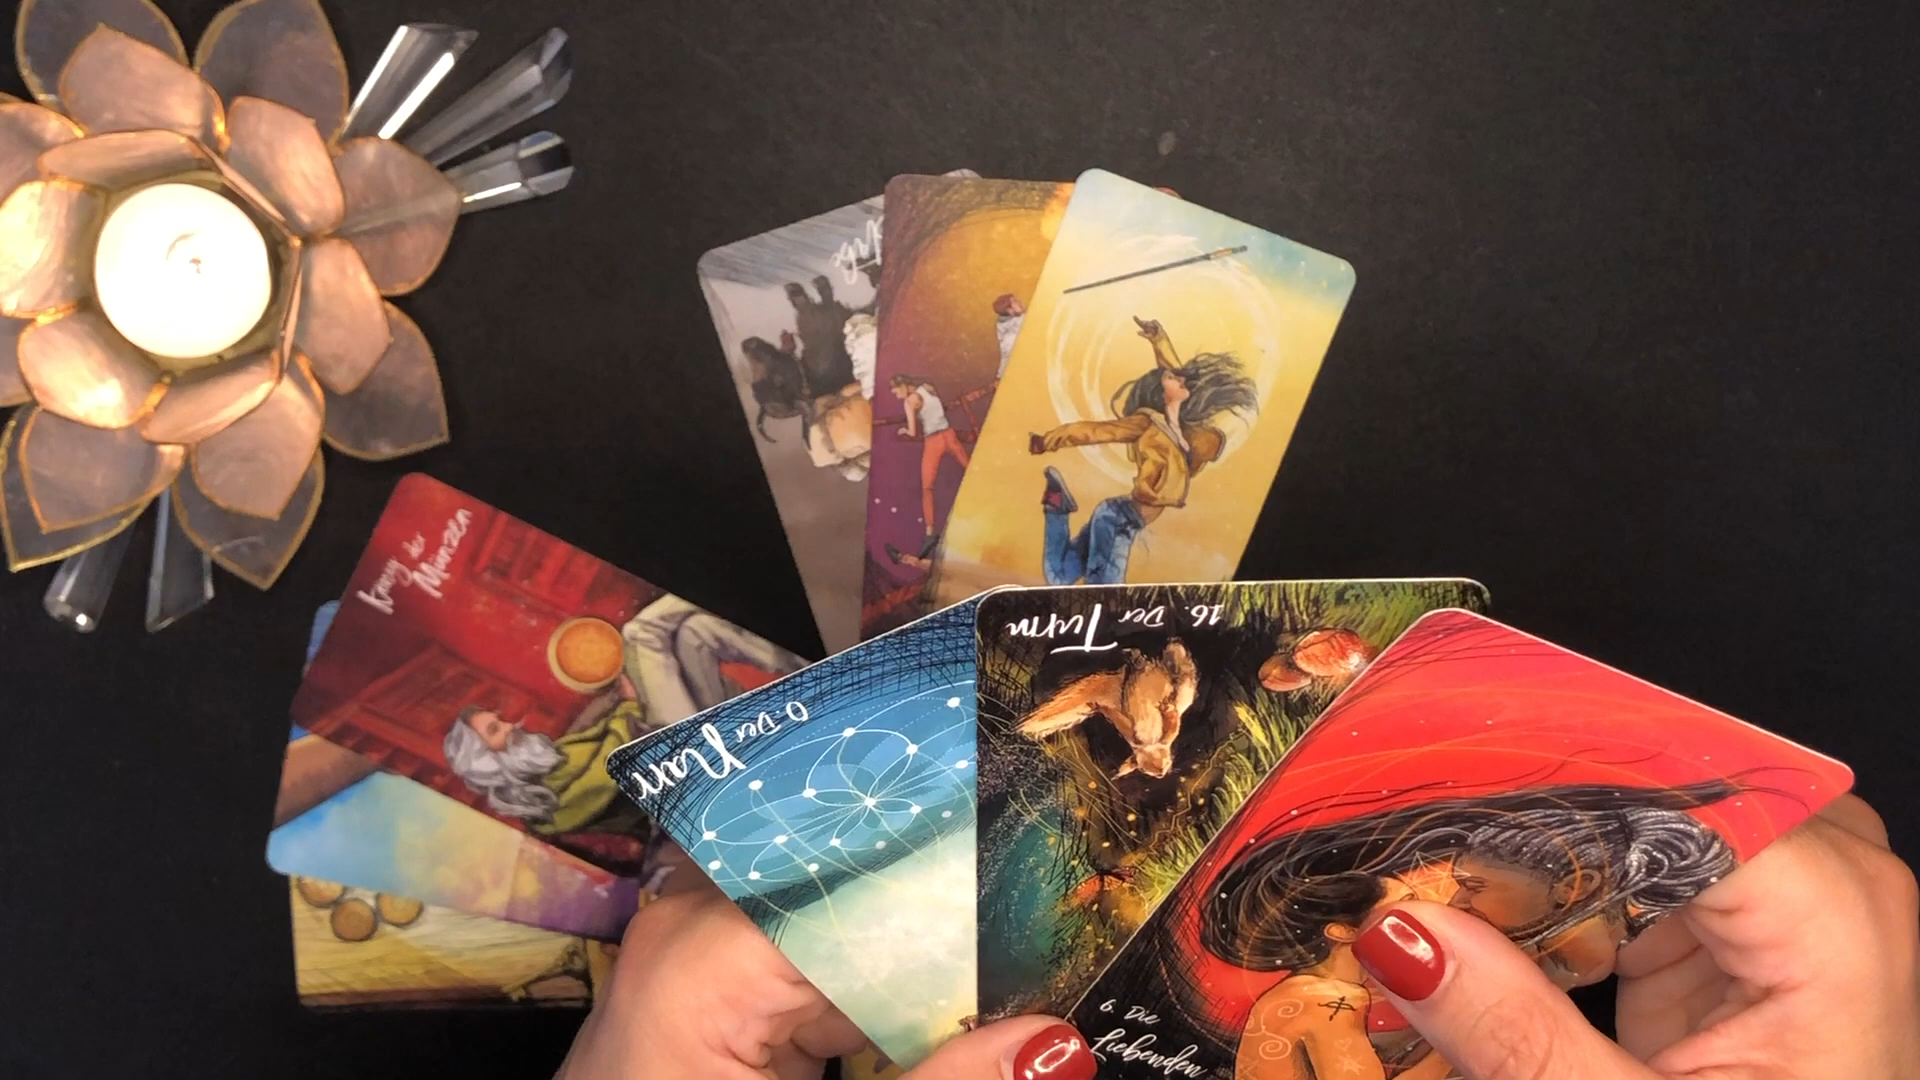 König der
Münzen
0. Der
Narr
16. Der
Turm
6. Die
Liebenden